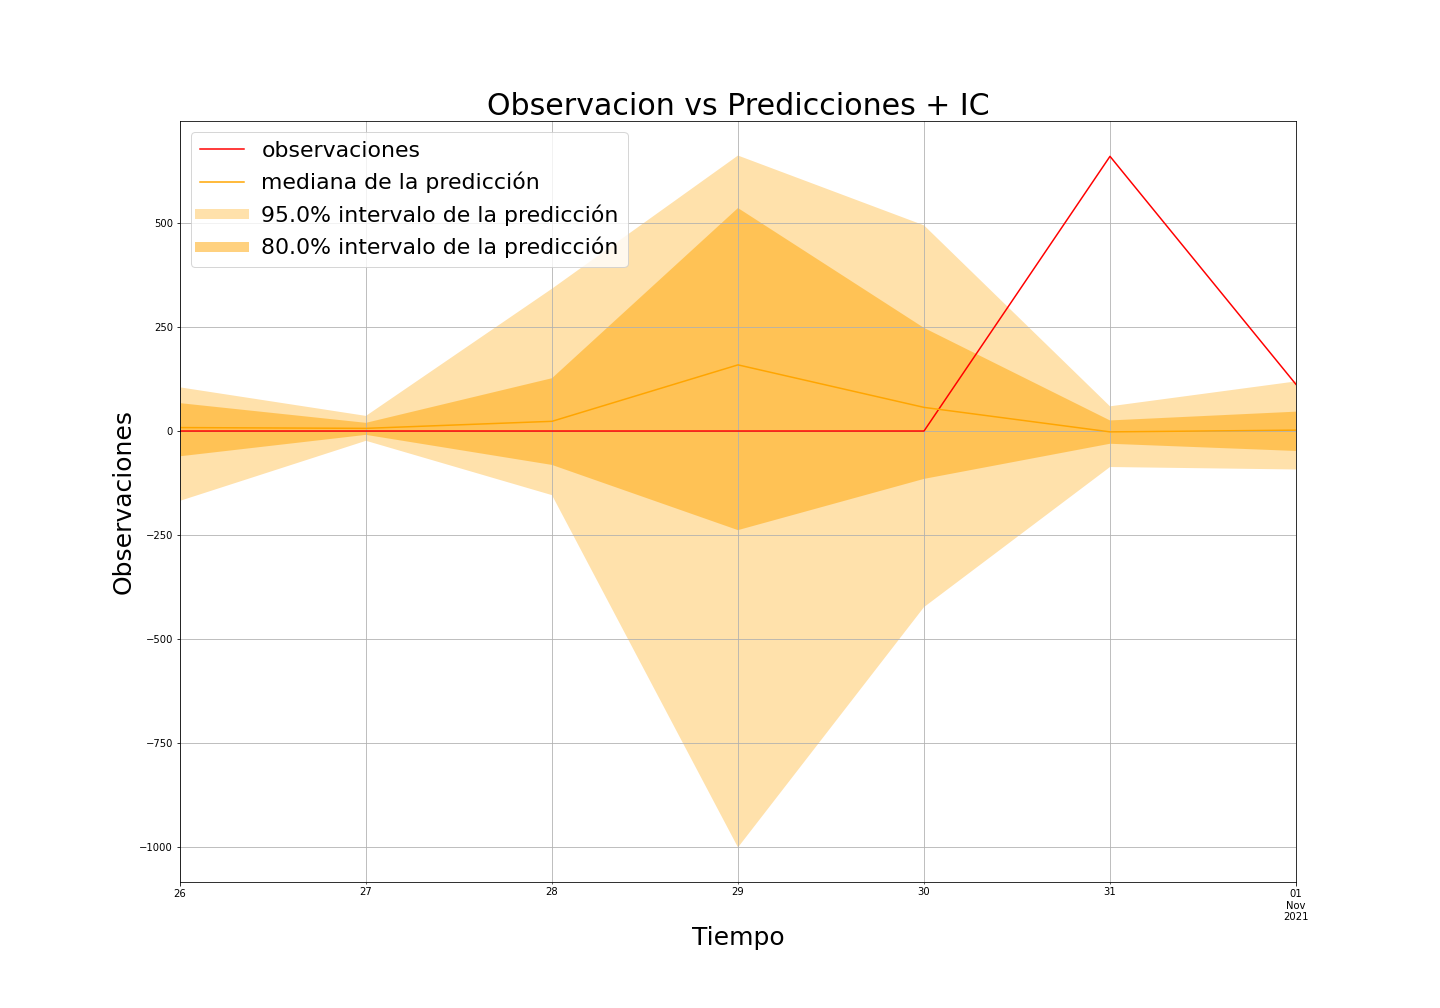 Observacion vs Predicciones + IC
observaciones
mediana de la predicción
95.0% intervalo de la predicción
80.0% intervalo de la predicción
Observaciones
500
250
0
−250
−500
−750
−1000
26
27
28
29
30
31
01
Nov
2021
Tiempo